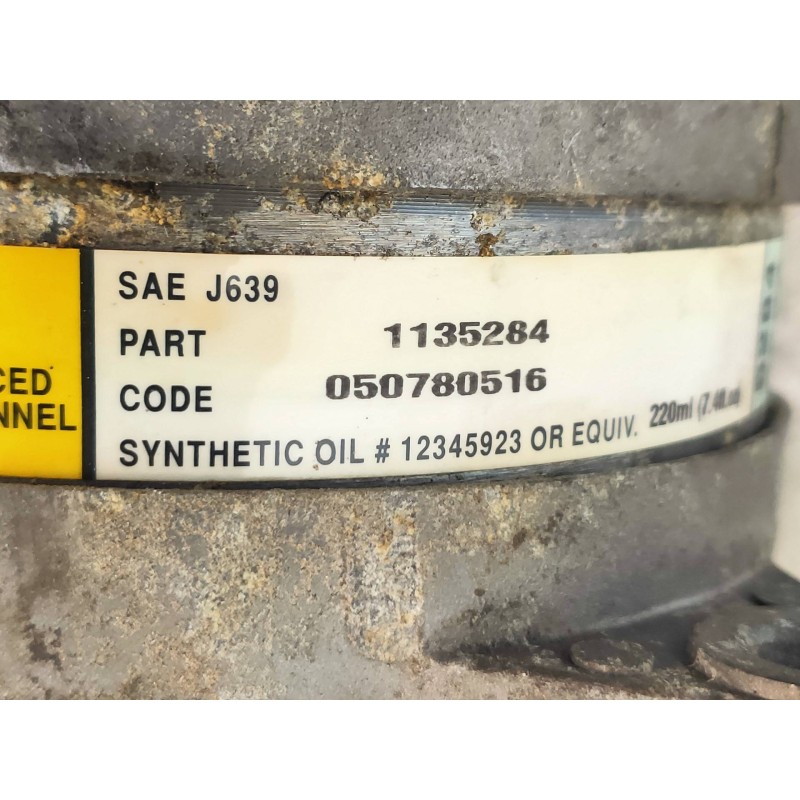 CED
NNEL
SAE J639
PART 1135284
CODE 050780516
SYNTHETIC OIL # 12345923 OR EQUIV. 220ml